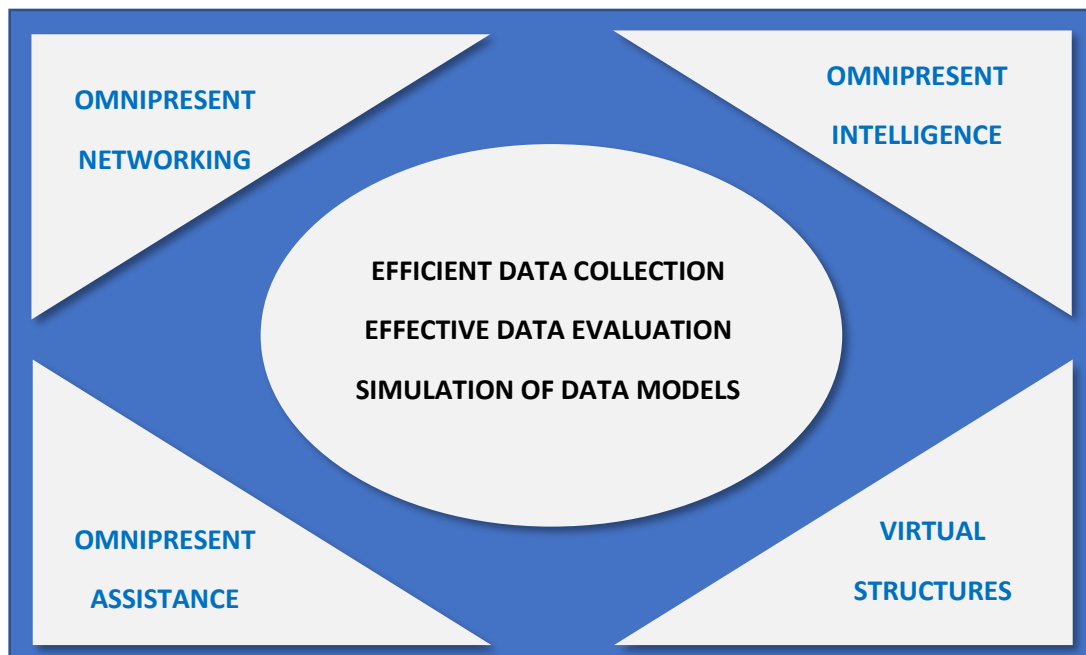 OMNIPRESENT
NETWORKING
OMNIPRESENT
INTELLIGENCE
EFFICIENT DATA COLLECTION
EFFECTIVE DATA EVALUATION
SIMULATION OF DATA MODELS
OMNIPRESENT
ASSISTANCE
VIRTUAL
STRUCTURES